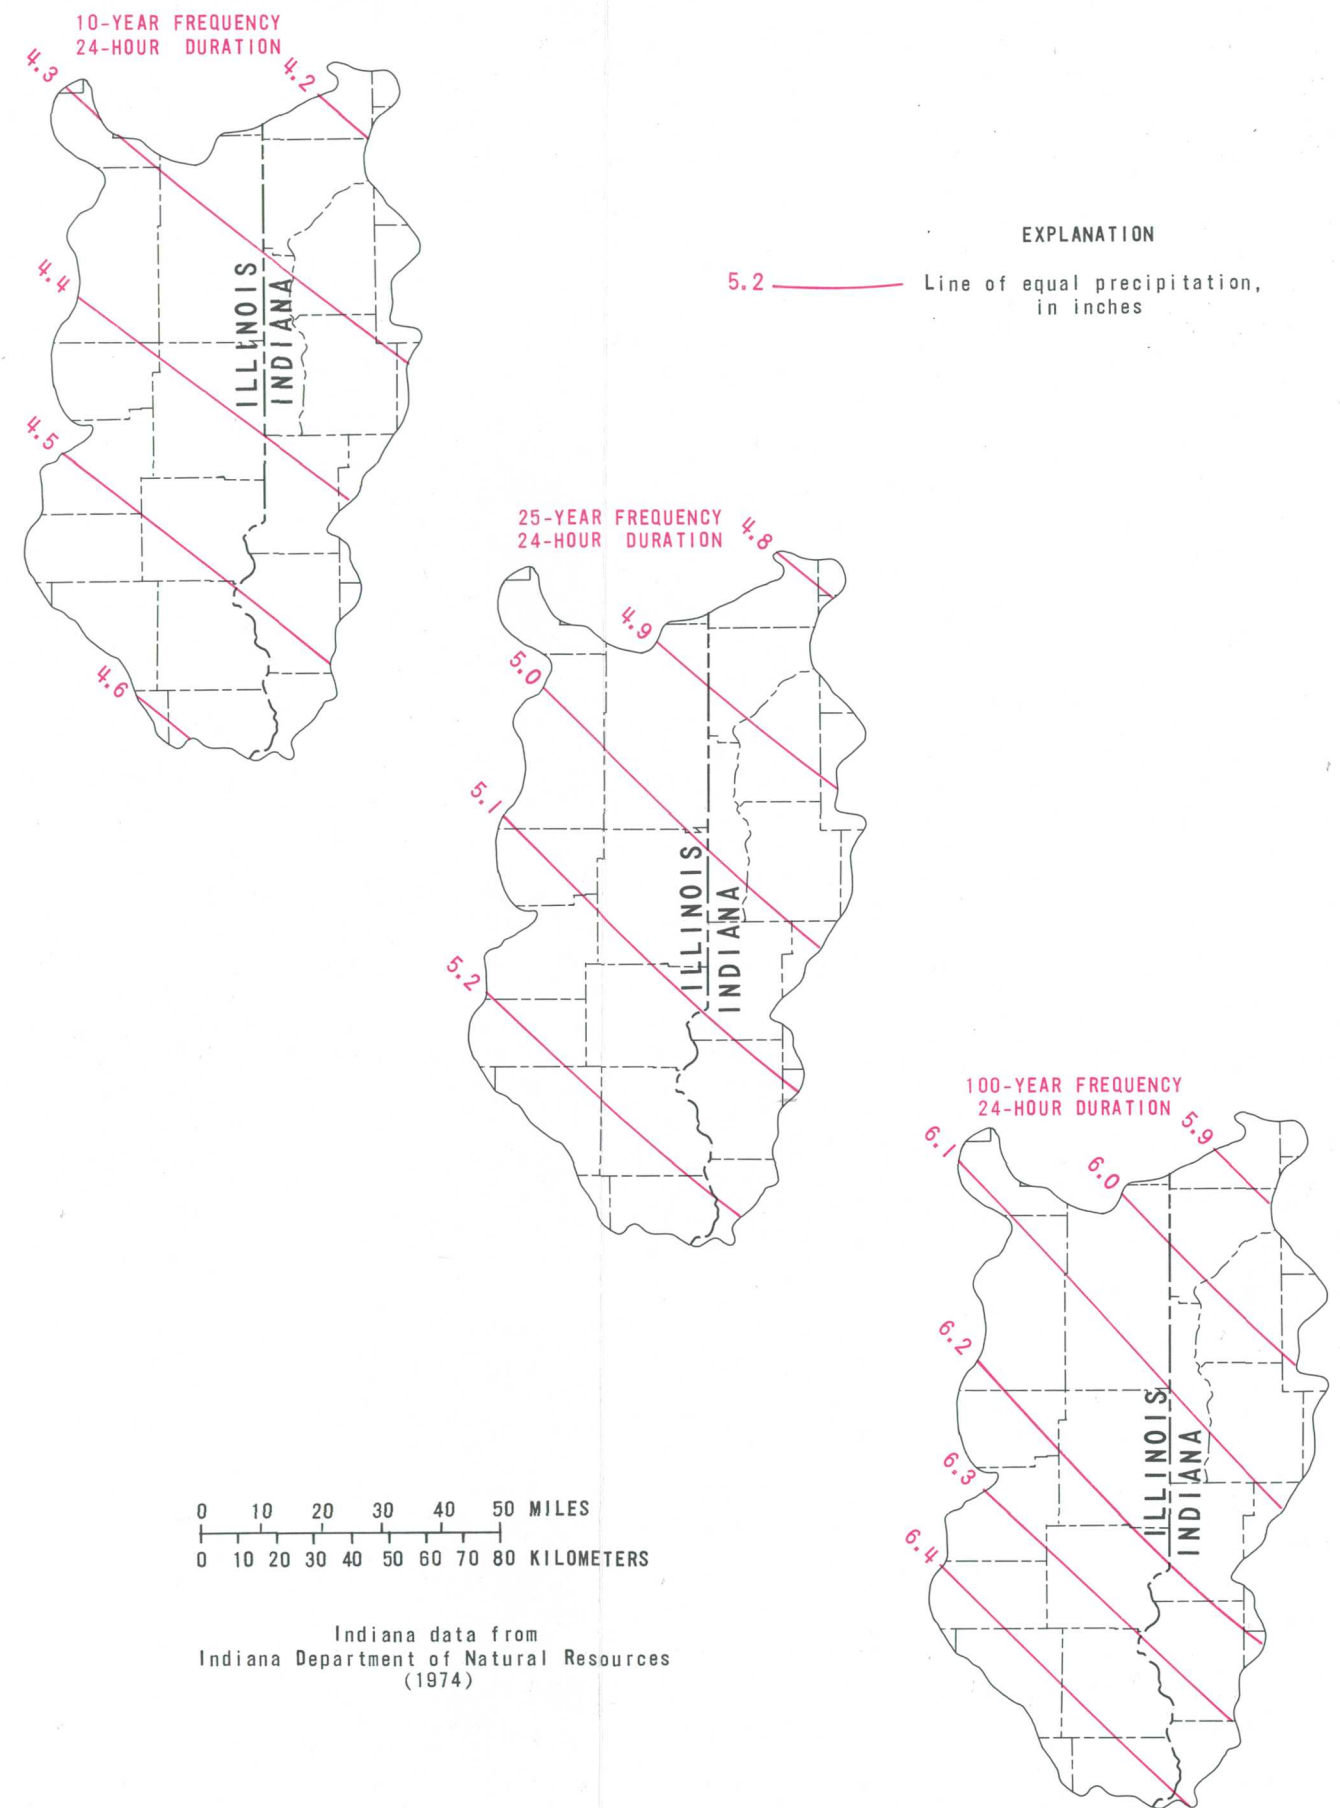 10-YEAR FREQUENCY
24-HOUR DURATION
4.3
4.2
4.4
4.5
4.6
ILLINOIS
INDIANA
EXPLANATION
5.2
Line of equal precipitation,
in inches
25-YEAR FREQUENCY
24-HOUR DURATION
4.8
4.9
5.0
5.1
5.2
ILLINOIS
INDIANA
100-YEAR FREQUENCY
24-HOUR DURATION
5.9
6.1
6.0
6.2
6.3
6.4
ILLINOIS
INDIANA
0 10 20 30 40 50 MILES
0 10 20 30 40 50 60 70 80 KILOMETERS
Indiana data from
Indiana Department of Natural Resources
(1974)